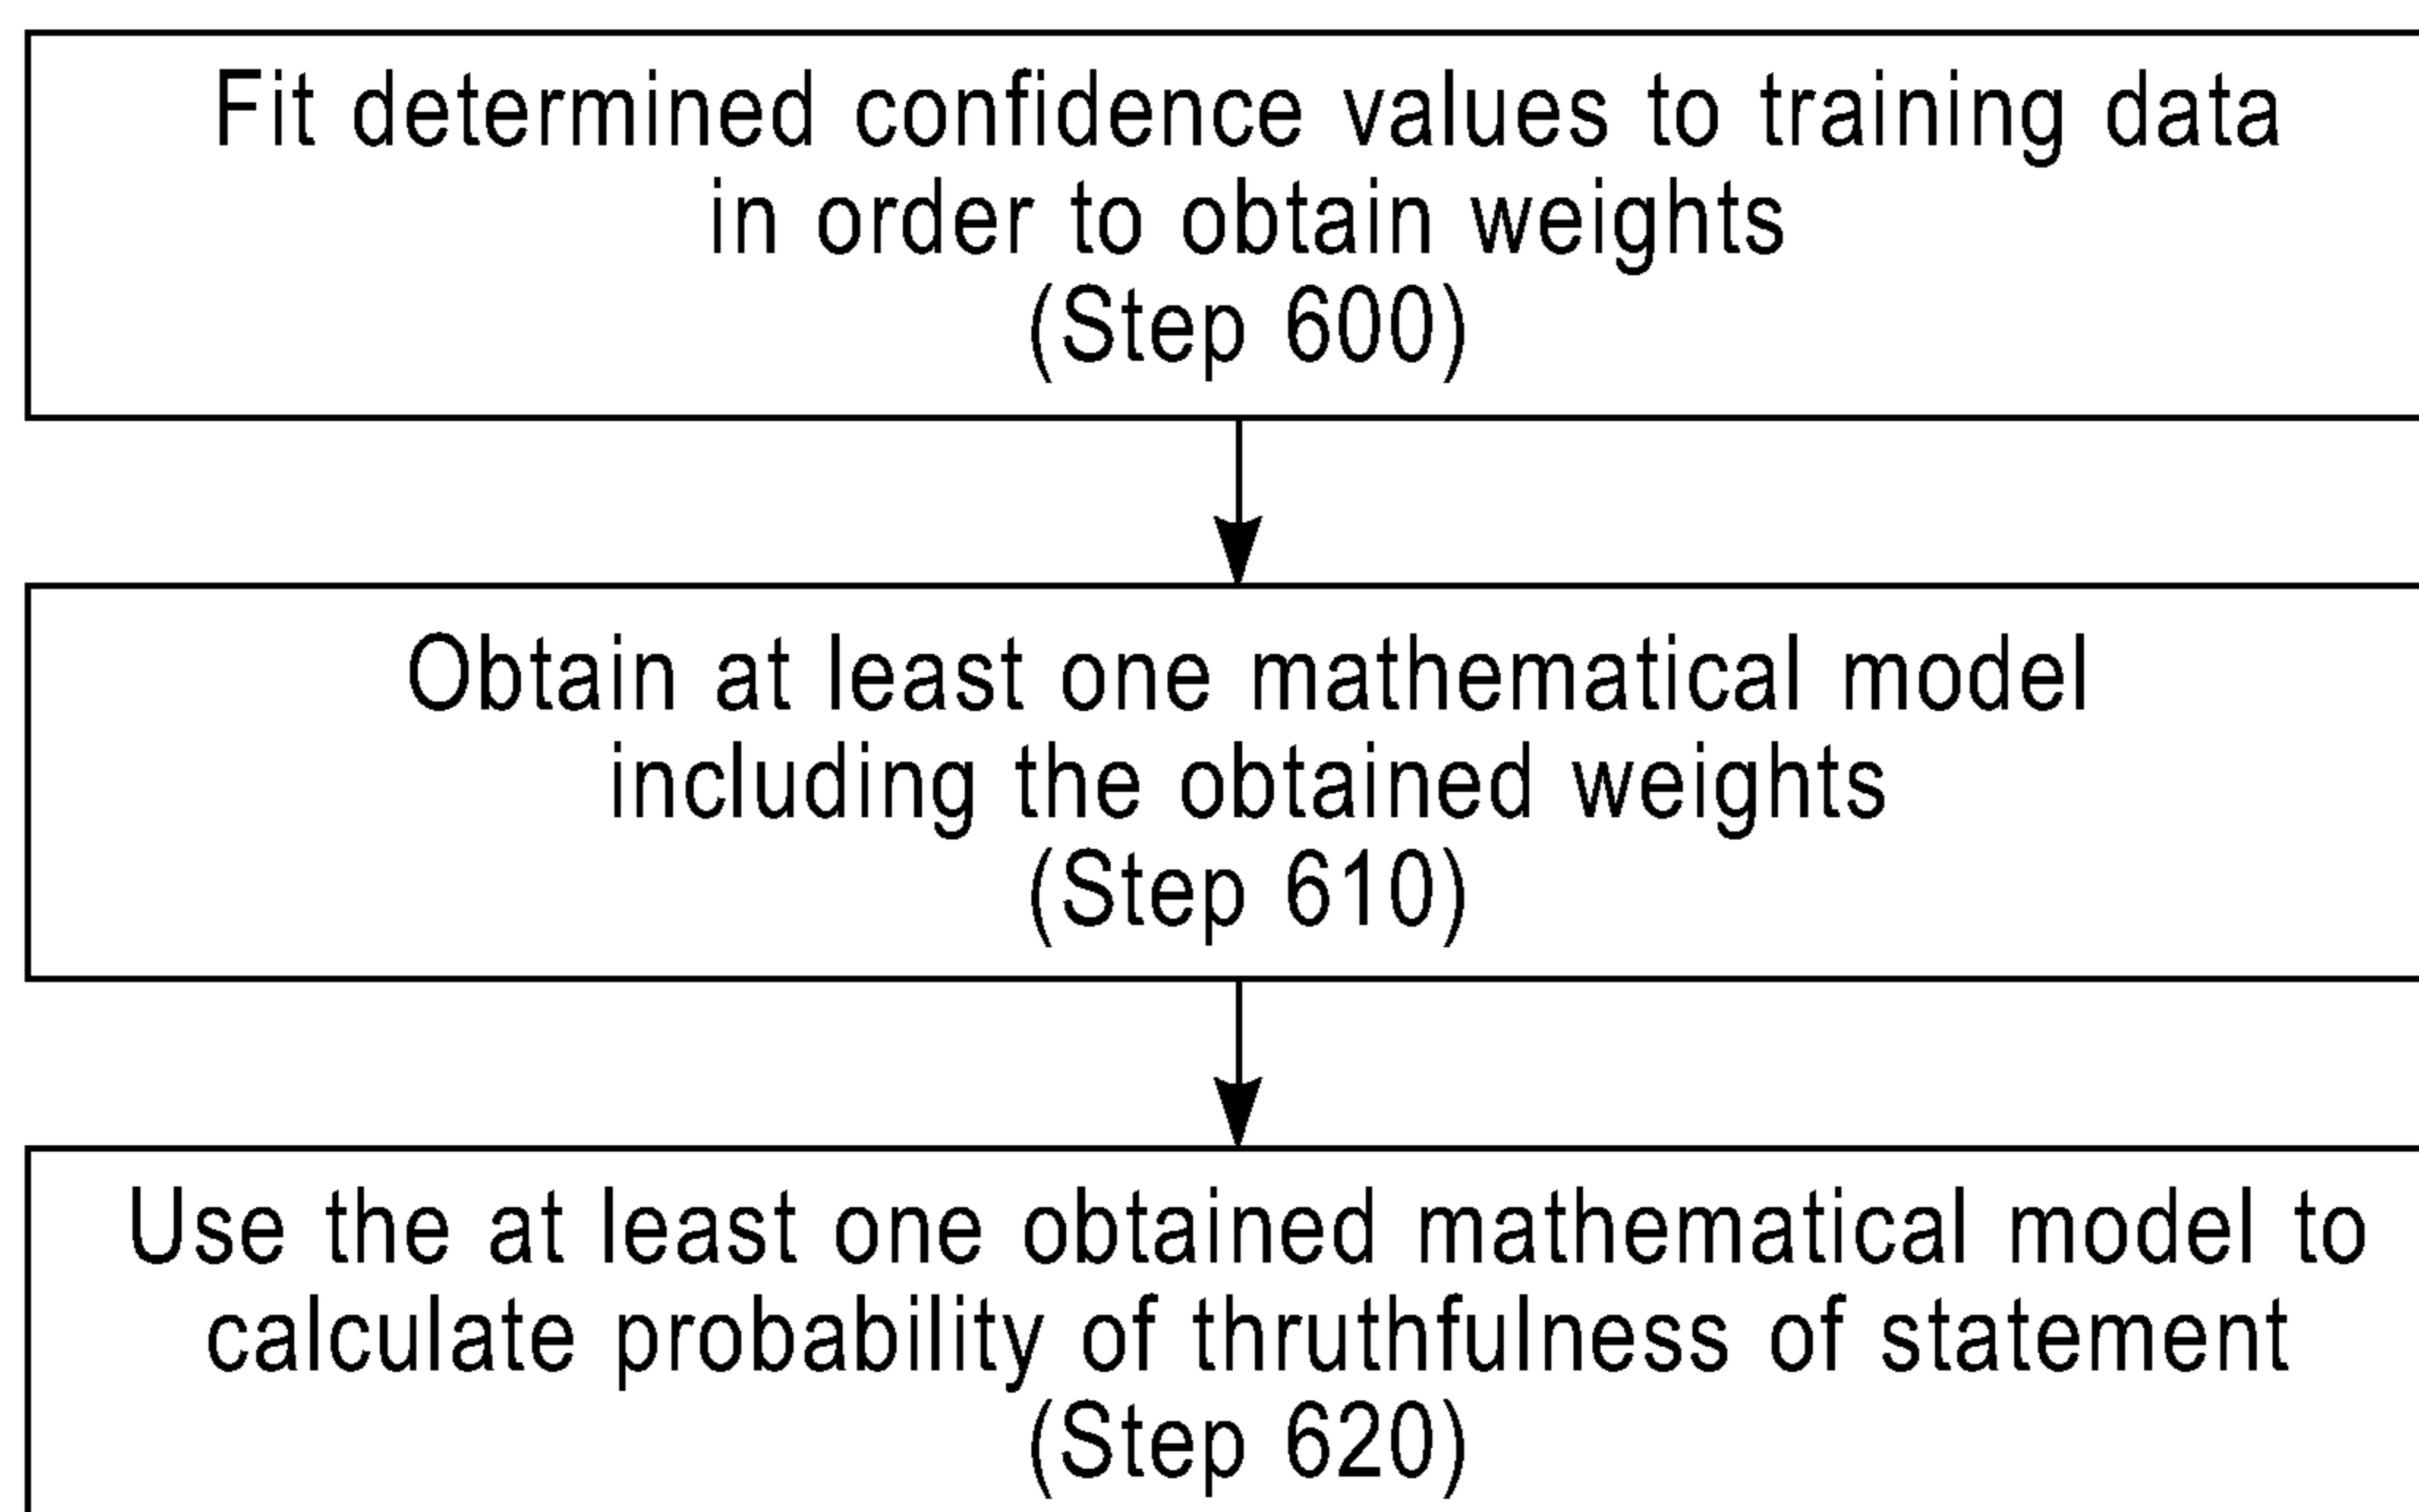 Fit determined confidence values to training data
in order to obtain weights
(Step 600)
Obtain at least one mathematical model
including the obtained weights
(Step 610)
Use the at least one obtained mathematical model to
calculate probability of thruthfulness of statement
(Step 620)